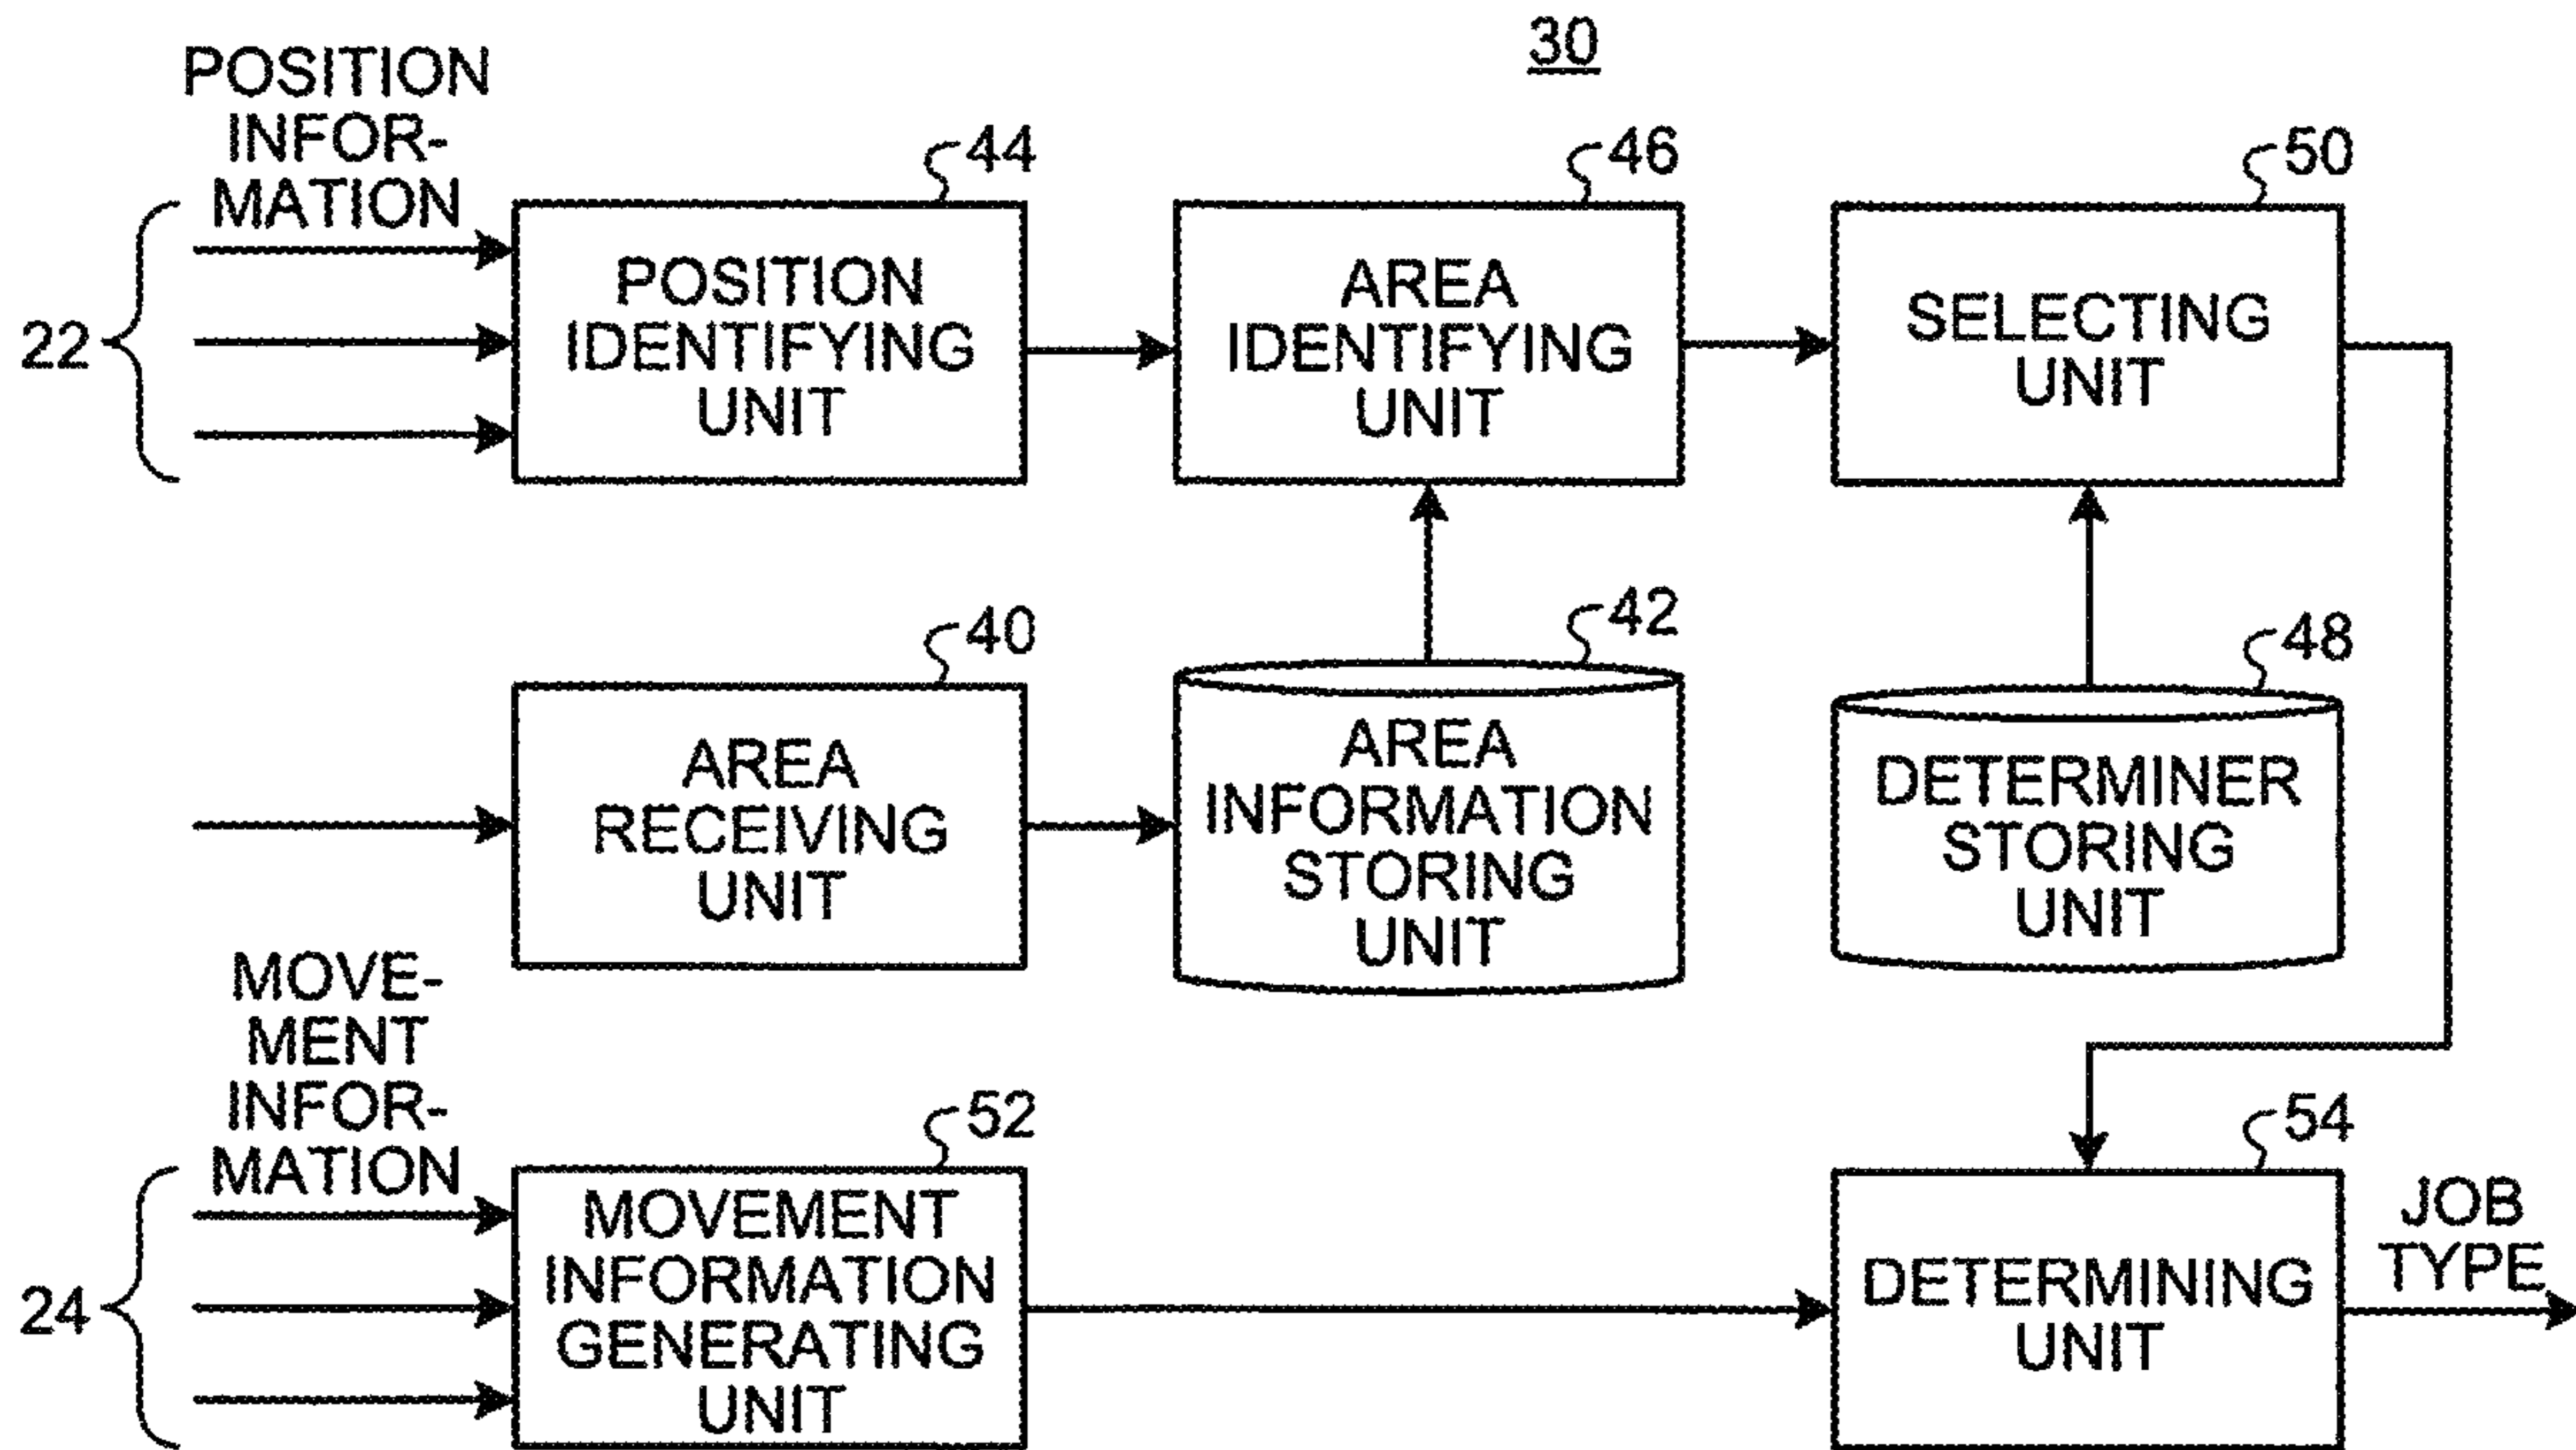 30
POSITION
INFOR-
MATION
22
44
POSITION
IDENTIFYING
UNIT
46
AREA
IDENTIFYING
UNIT
50
SELECTING
UNIT
40
AREA
RECEIVING
UNIT
42
AREA
INFORMATION
STORING
UNIT
48
DETERMINER
STORING
UNIT
MOVE-
MENT
INFOR-
MATION
24
52
MOVEMENT
INFORMATION
GENERATING
UNIT
54
DETERMINING
UNIT
JOB
TYPE